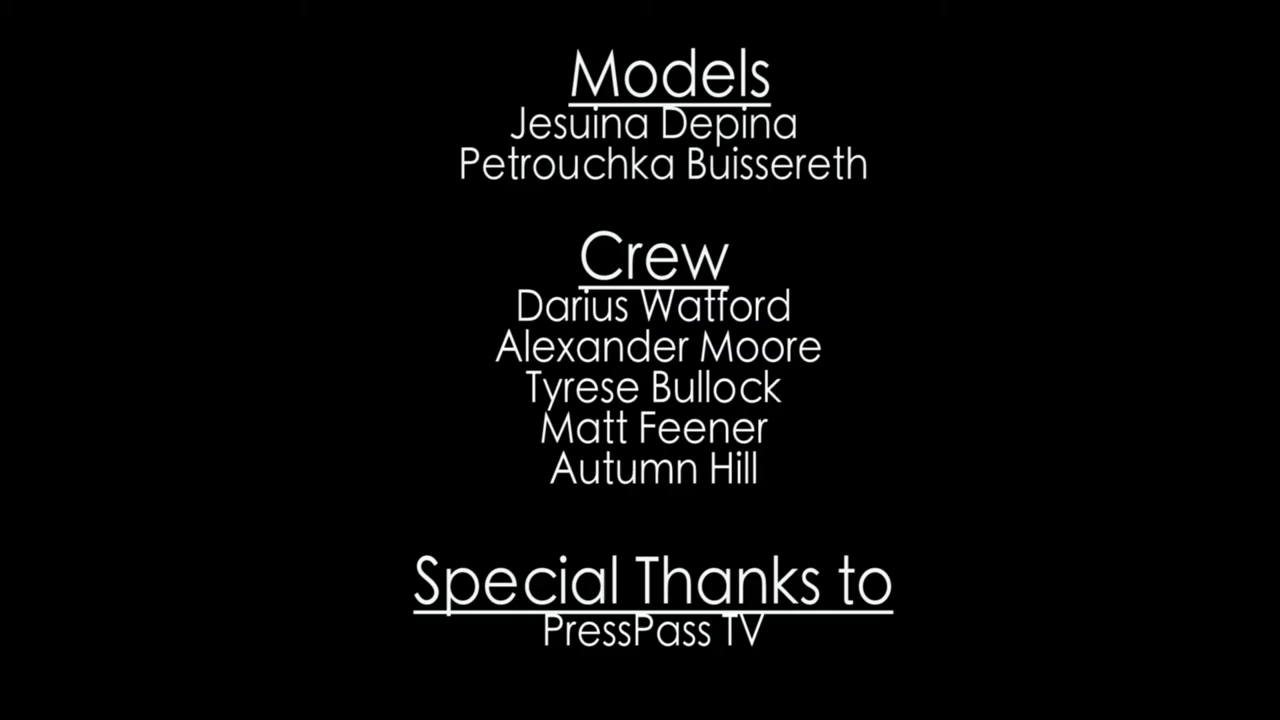 Models
Jesuina Depina
Petrouchka Buissereth
Crew
Darius Watford
Alexander Moore
Tyrese Bullock
Matt Feener
Autumn Hill
Special Thanks to
PressPass TV